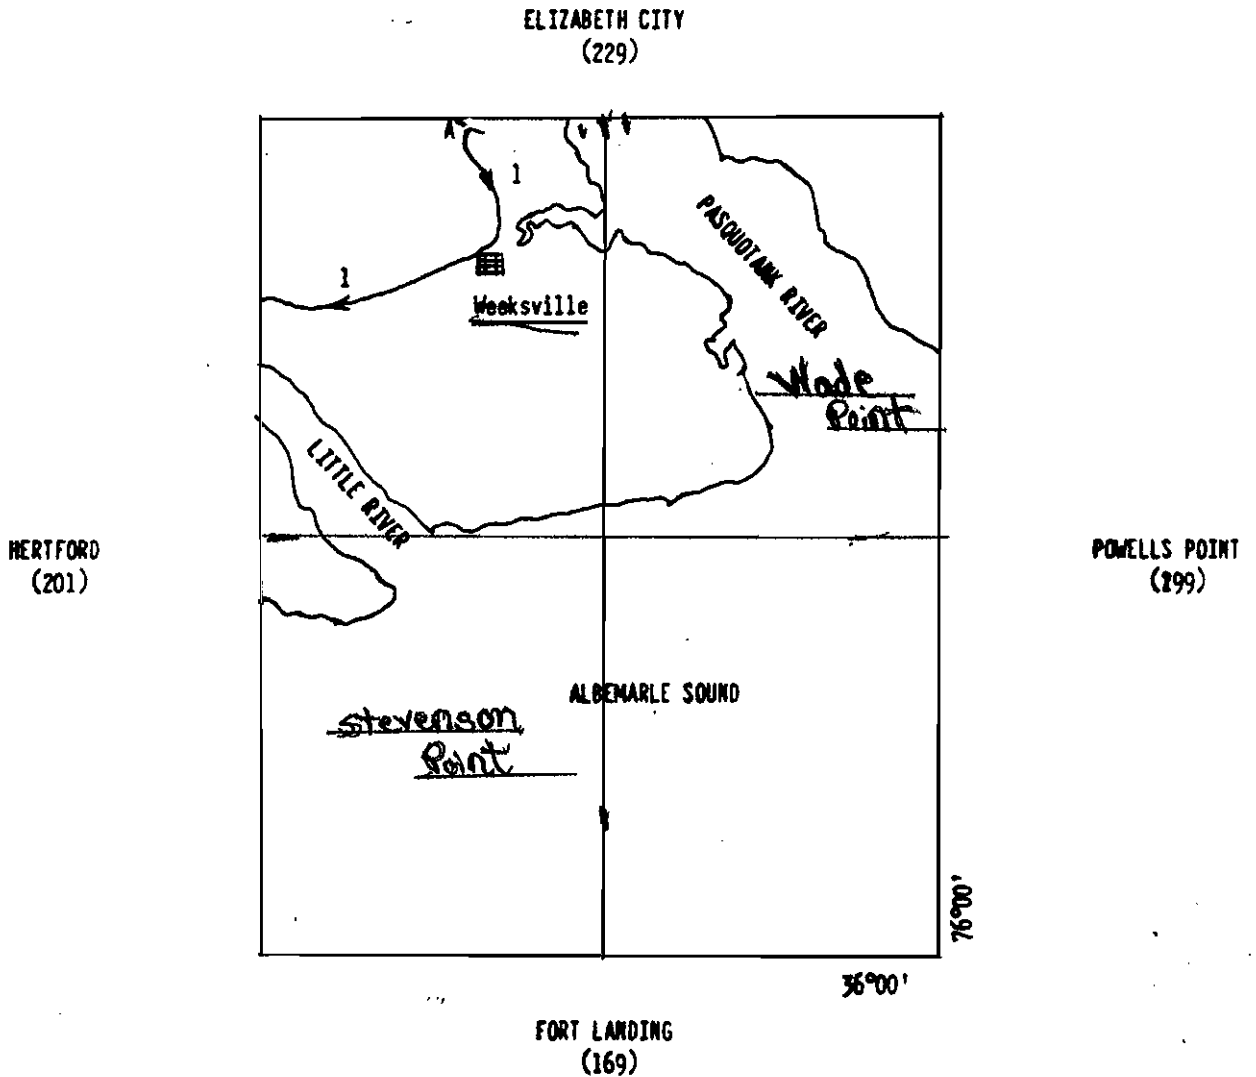 ELIZABETH CITY
(229)
A
1
PASQUOTANK RIVER
1
Weeksville
Wade
Point
LITTLE RIVER
HERTFORD
(201)
POWELLS POINT
(199)
ALBEMARLE SOUND
Stevenson
Point
76°00'
36°00'
FORT LANDING
(169)